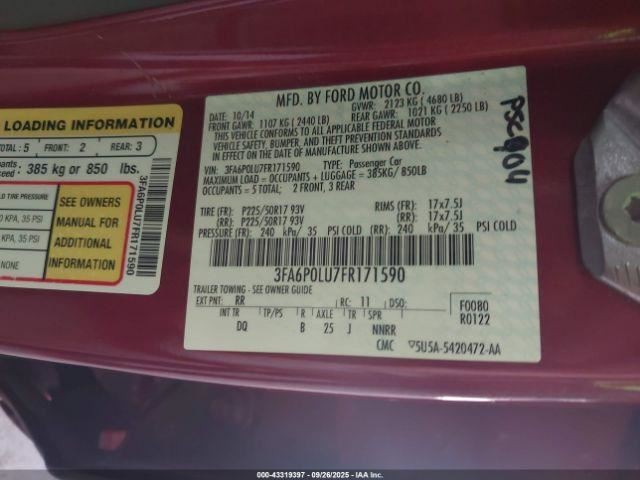 LOADING INFORMATION
TOTAL: 5 FRONT: 2 REAR: 3
385 kg or 850 lbs.
TIRE PRESSURE
KPA, 35 PSI
KPA, 35 PSI
NONE
SEE OWNERS
MANUAL FOR
ADDITIONAL
INFORMATION
3FA6P0LU7FR171590
MFD. BY FORD MOTOR CO.
10/14 GVWR: 2123 KG ( 4680 LB)
FRONT GAWR: 1107 KG ( 2440 LB) REAR GAWR: 1021 KG ( 2250 LB)
THIS VEHICLE CONFORMS TO ALL APPLICABLE FEDERAL MOTOR
VEHICLE SAFETY, BUMPER, AND THEFT PREVENTION STANDARDS
IN EFFECT ON THE DATE OF MANUFACTURE SHOWN ABOVE.
VIN: 3FA6P0LU7FR171590 TYPE: Passenger Car
MAXIMUM LOAD = OCCUPANTS + LUGGAGE = 385KG/ 850LB
OCCUPANTS = 5 TOTAL: 2 FRONT, 3 REAR
TIRE (FR): P225/50R17 93V RIMS (FR): 17x7.5J
(RR): P225/50R17 93V (RR): 17x7.5J
PRESSURE (FR): 240 kPa/ 35 PSI COLD (RR): 240 kPa/ 35 PSI COLD
3FA6P0LU7FR171590
TRAILER TOWING - SEE OWNER GUIDE
EXT PNT: RR RC: 11 DSO:
INT TR TP/PS R AXLE TR SPR
DQ B 25 J NNRR
F0080
R0122
CMC 5U5A-5420472-AA
PSC904
00-43319397 09/26/2025 Copyright IAA, LLC.